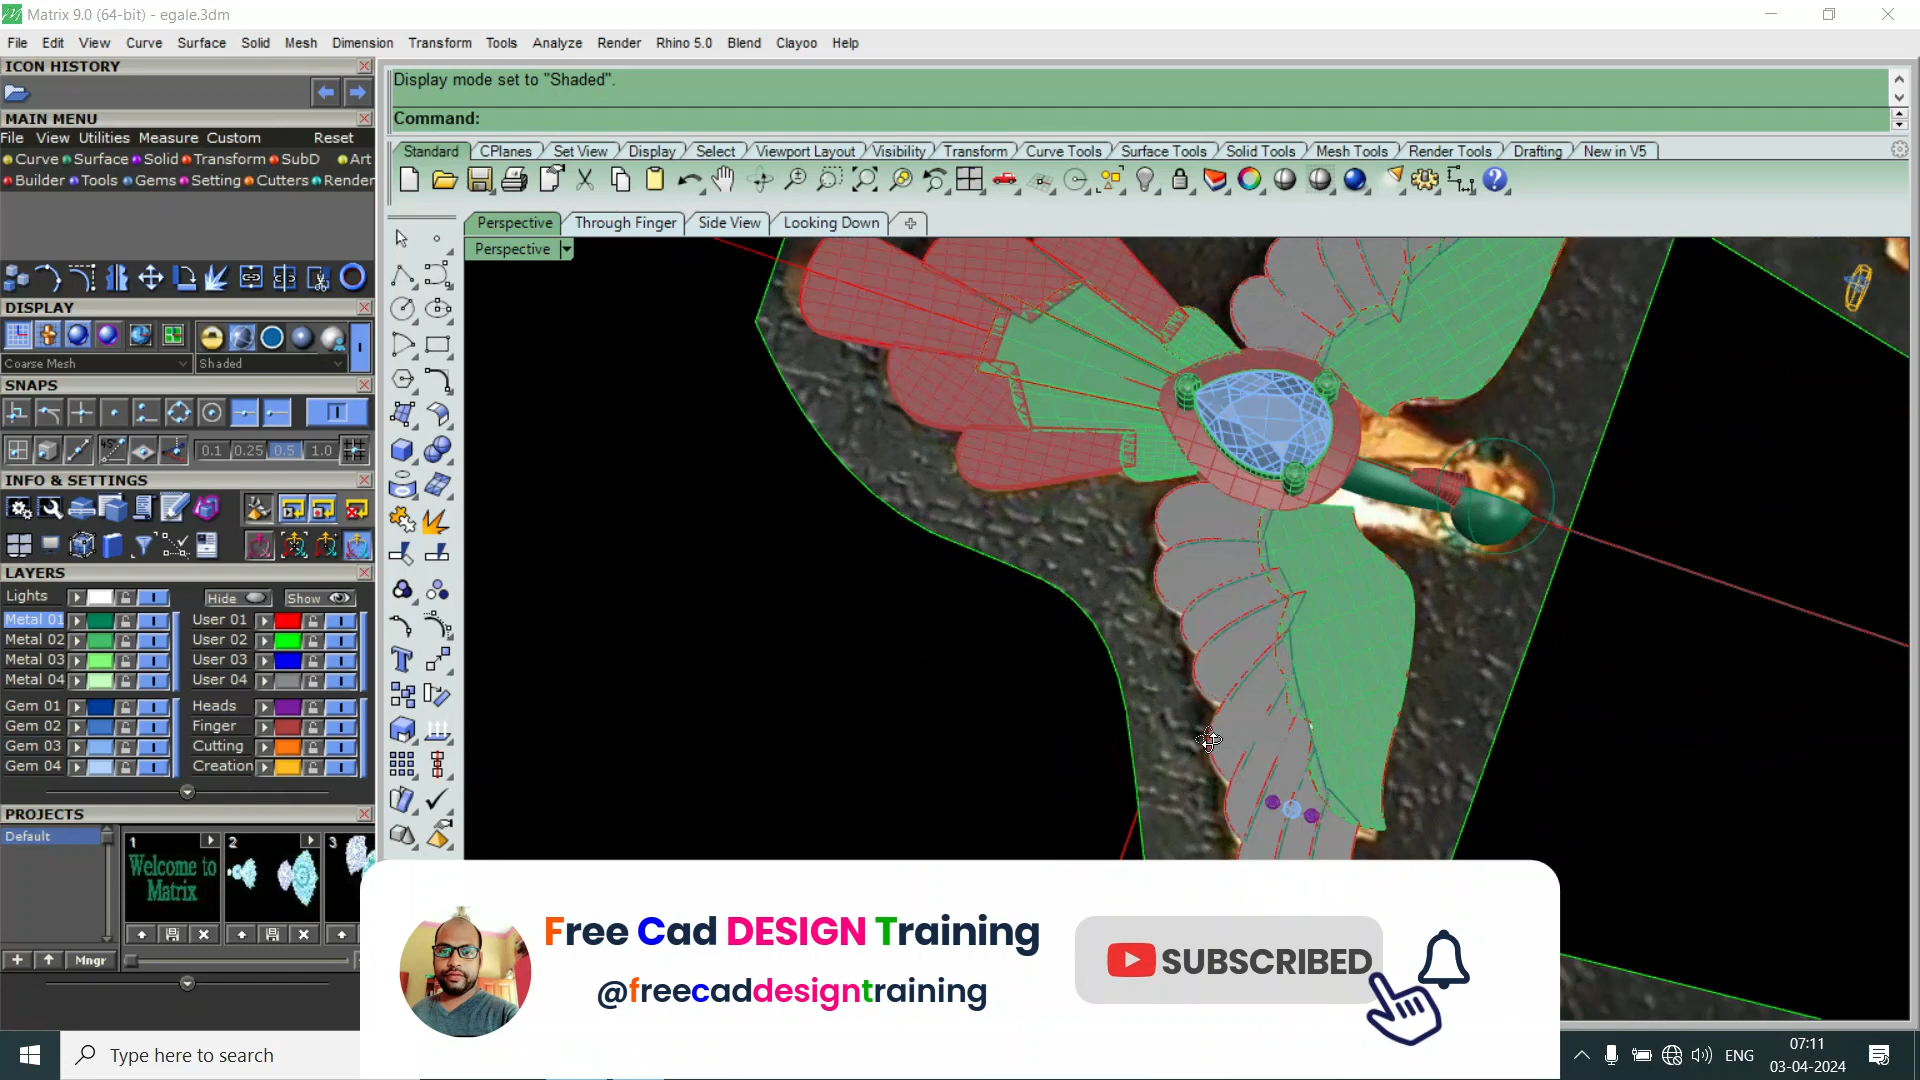 Matrix 9.0 (64-bit) - egale.3dm
File Edit View Curve Surface Solid Mesh Dimension Transform Tools Analyze Render Rhino 5.0 Blend Clayoo Help
ICON HISTORY
MAIN MENU
File View Utilities Measure Custom Reset
Curve Surface Solid Transform SubD Art
Builder Tools Gems Setting Cutters Render
DISPLAY
Coarse Mesh Shaded
SNAPS
0.1 0.25 0.5 1.0
INFO & SETTINGS
LAYERS
Lights Hide Show
Metal 01 User 01
Metal 02 User 02
Metal 03 User 03
Metal 04 User 04
Gem 01 Heads
Gem 02 Finger
Gem 03 Cutting
Gem 04 Creation
PROJECTS
Default
1 2 3
Welcome to
Matrix
Mngr
Display mode set to "Shaded".
Command:
Standard CPlanes Set View Display Select Viewport Layout Visibility Transform Curve Tools Surface Tools Solid Tools Mesh Tools Render Tools Drafting New in V5
Perspective Through Finger Side View Looking Down
Perspective
Free Cad DESIGN Training
@freecaddesigntraining
SUBSCRIBED
Type here to search
ENG
07:11
03-04-2024